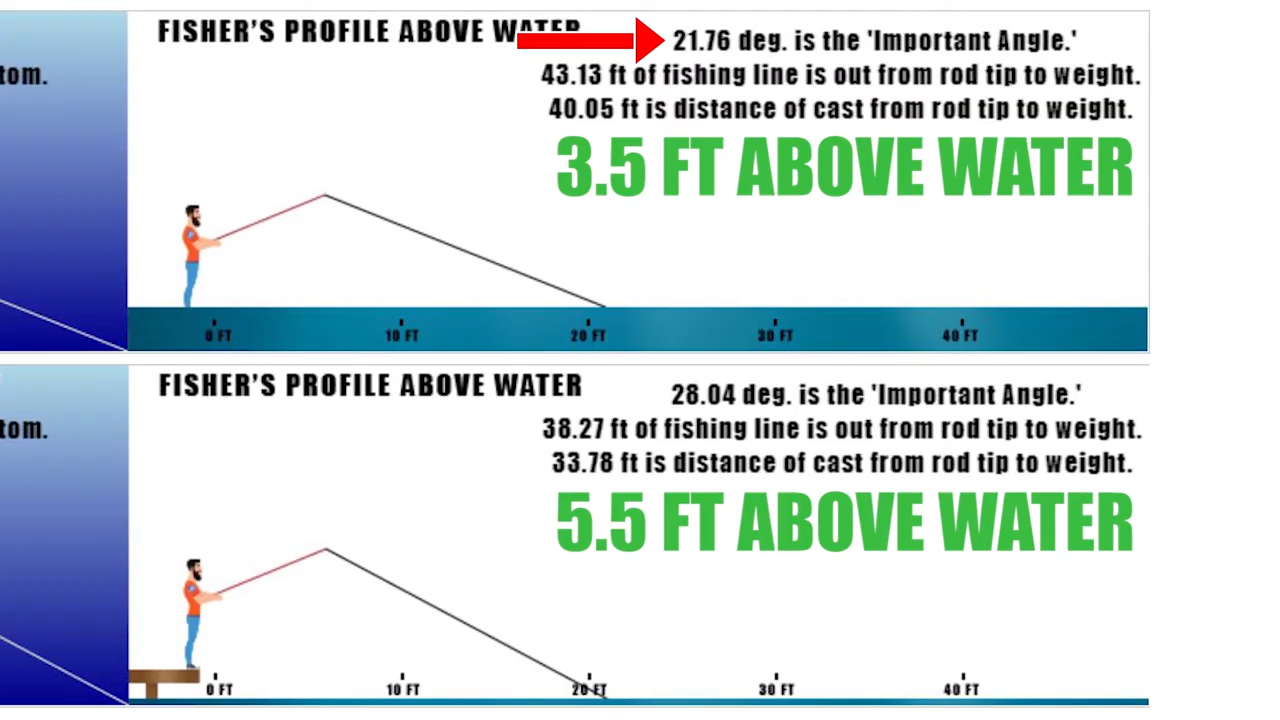 FISHER'S PROFILE ABOVE WATER
21.76 deg. is the 'Important Angle.'
tom.
43.13 ft of fishing line is out from rod tip to weight.
40.05 ft is distance of cast from rod tip to weight.
3.5 FT ABOVE WATER
0 FT 10 FT 20 FT 30 FT 40 FT
FISHER'S PROFILE ABOVE WATER
28.04 deg. is the 'Important Angle.'
tom.
38.27 ft of fishing line is out from rod tip to weight.
33.78 ft is distance of cast from rod tip to weight.
5.5 FT ABOVE WATER
0 FT 10 FT 20 FT 30 FT 40 FT